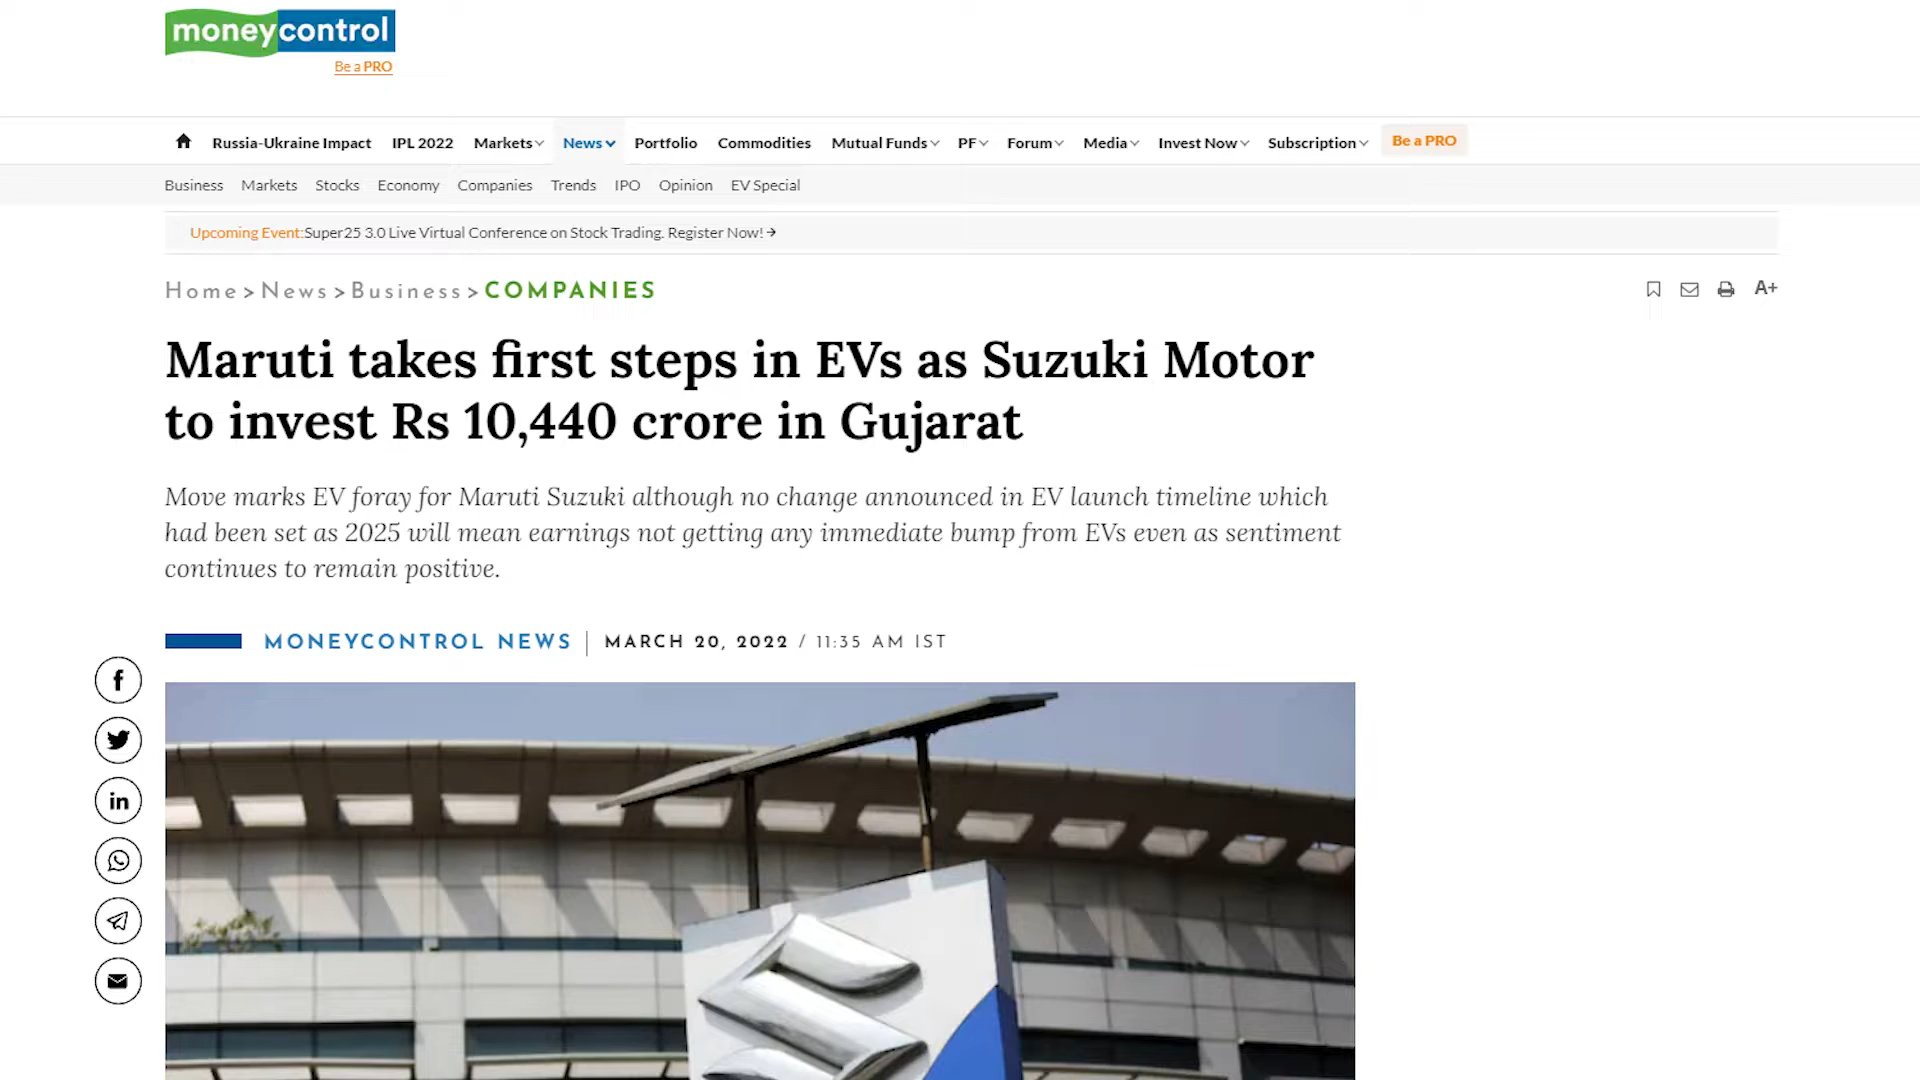 moneycontrol
Be a PRO
Russia-Ukraine Impact IPL 2022 Markets News Portfolio Commodities Mutual Funds PF Forum Media Invest Now Subscription Be a PRO
Business Markets Stocks Economy Companies Trends IPO Opinion EV Special
Upcoming Event:Super25 3.0 Live Virtual Conference on Stock Trading. Register Now!→
Home > News > Business > COMPANIES
A+
Maruti takes first steps in EVs as Suzuki Motor
to invest Rs 10,440 crore in Gujarat
Move marks EV foray for Maruti Suzuki although no change announced in EV launch timeline which
had been set as 2025 will mean earnings not getting any immediate bump from EVs even as sentiment
continues to remain positive.
MONEYCONTROL NEWS | MARCH 20, 2022 / 11:35 AM IST